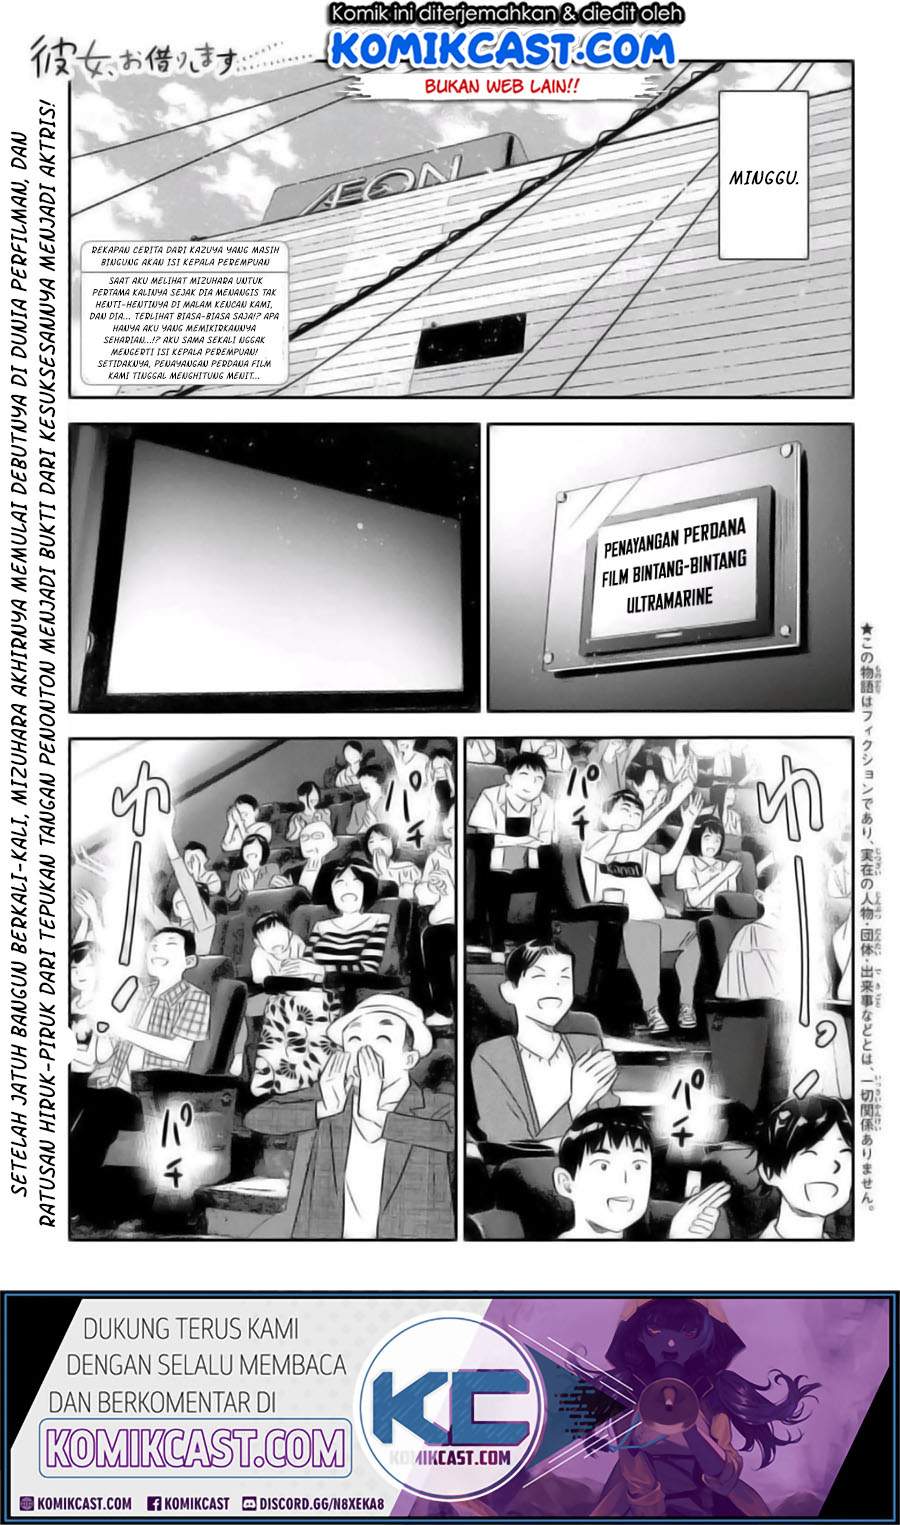 Komik ini diterjemahkan & diedit oleh
KOMIKCAST.COM
BUKAN WEB LAIN!!
彼女、お借りします
SETELAH JATUH BANGUN BERKALI-KALI, MIZUHARA AKHIRNYA MEMULAI DEBUTNYA DI DUNIA PERFILMAN, DAN
RATUSAN HIRUK-PIRUK DARI TEPUKAN TANGAN PENONTON MENJADI BUKTI DARI KESUKSESANNYA MENJADI AKTRIS!
ÆON
MINGGU.
REKAPAN CERITA DARI KAZUYA YANG MASIH
BINGUNG AKAN ISI KEPALA PEREMPUAN
SAAT AKU MELIHAT MIZUHARA UNTUK
PERTAMA KALINYA SEJAK DIA MENANGIS TAK
HENTI-HENTINYA DI MALAM KENCAN KAMI,
DAN DIA... TERLIHAT BIASA-BIASA SAJA!? APA
HANYA AKU YANG MEMIKIRKANNYA
SEHARIAN...!? AKU SAMA SEKALI NGGAK
MENGERTI ISI KEPALA PEREMPUAN!
SETIDAKNYA, PENAYANGAN PERDANA FILM
KAMI TINGGAL MENGHITUNG MENIT...
PENAYANGAN PERDANA
FILM BINTANG-BINTANG
ULTRAMARINE
★この物語はフィクションであり、実在の人物・団体・出来事などとは、一切関係ありません。
わーーっ
パチ
パチ
わーーっ
パチ
パチ
kanal
DUKUNG TERUS KAMI
DENGAN SELALU MEMBACA
DAN BERKOMENTAR DI
KOMIKCAST.COM
KC
KOMIKCAST.COM
KOMIKCAST.COM
KOMIKCAST
DISCORD.GG/N8XEKA8